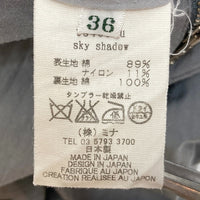 36
sky shadow
表生地 綿 89%
ナイロン 11%
裏生地 綿 100%
タンブラー乾燥禁止
(株) ミナ
TEL 03 5793 3700
日本製
MADE IN JAPAN
DESIGN IN JAPAN
FABRIQUE AU JAPON
CREATION REALISEE AU JAPON